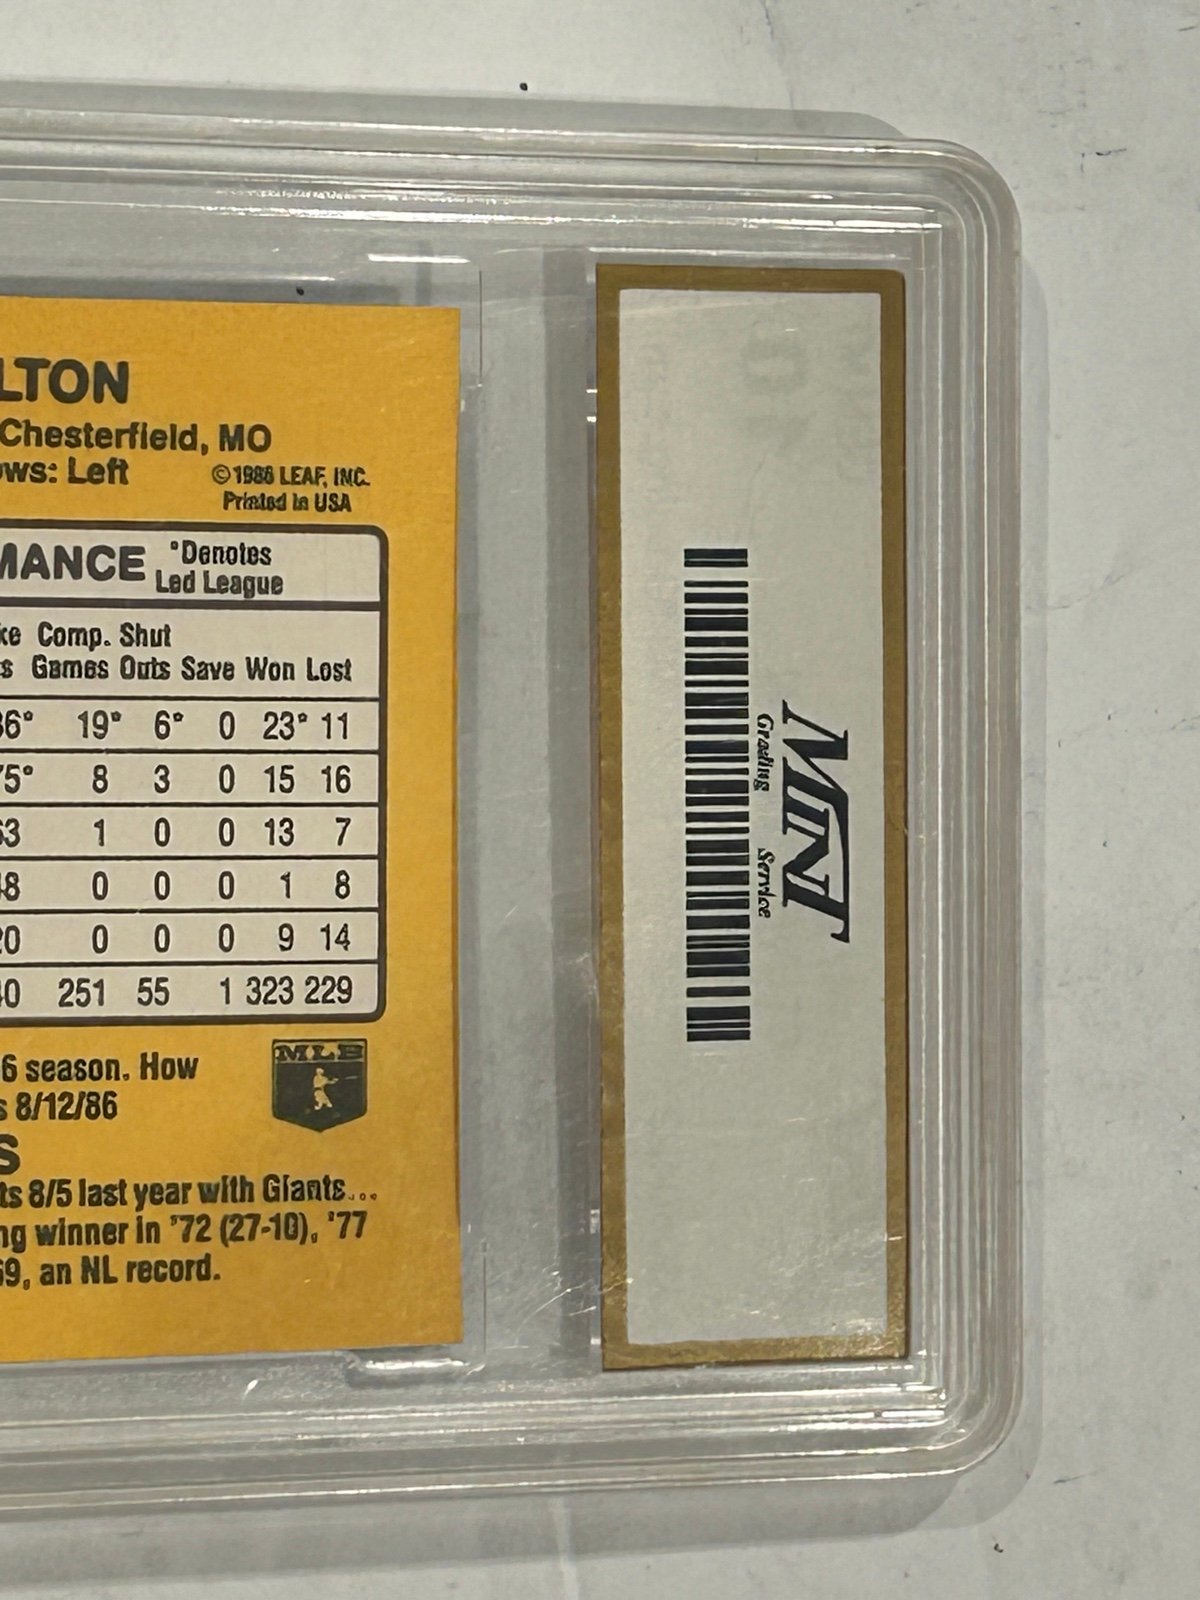 LTON
Chesterfield, MO
ows: Left
© 1986 LEAF, INC.
Printed in USA
MANCE *Denotes
Led League
ke Comp. Shut
s Games Outs Save Won Lost
36* 19* 6* 0 23* 11
75* 8 3 0 15 16
63 1 0 0 13 7
48 0 0 0 1 8
20 0 0 0 9 14
40 251 55 1 323 229
6 season. How
s 8/12/86
MLB
S
ts 8/5 last year with Giants...
ng winner in '72 (27-10), '77
69, an NL record.
MINT
Grading Service